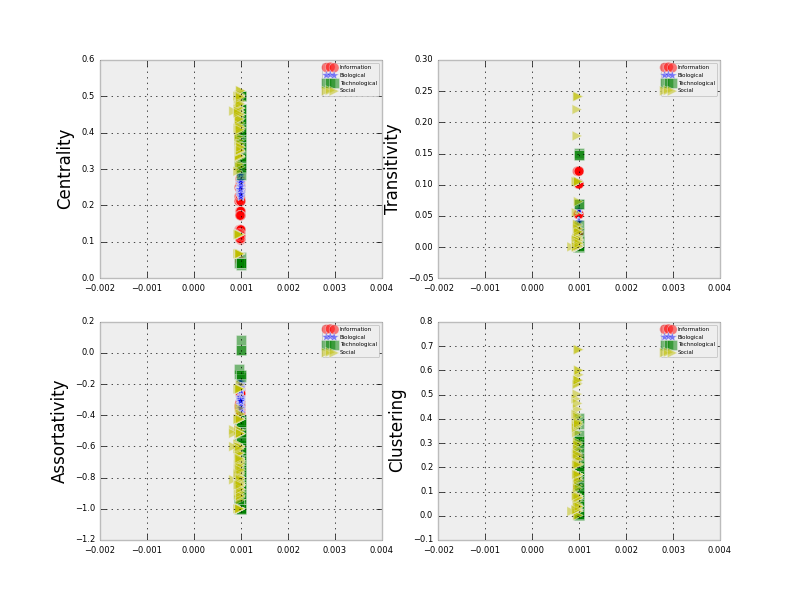 0.6
0.5
0.4
0.3
0.2
0.1
0.0
Centrality
−0.002 −0.001 0.000 0.001 0.002 0.003 0.004
Information
Biological
Technological
Social
0.30
0.25
0.20
0.15
0.10
0.05
0.00
−0.05
Transitivity
−0.002 −0.001 0.000 0.001 0.002 0.003 0.004
Information
Biological
Technological
Social
0.2
0.0
−0.2
−0.4
−0.6
−0.8
−1.0
−1.2
Assortativity
−0.002 −0.001 0.000 0.001 0.002 0.003 0.004
Information
Biological
Technological
Social
0.8
0.7
0.6
0.5
0.4
0.3
0.2
0.1
0.0
−0.1
Clustering
−0.002 −0.001 0.000 0.001 0.002 0.003 0.004
Information
Biological
Technological
Social